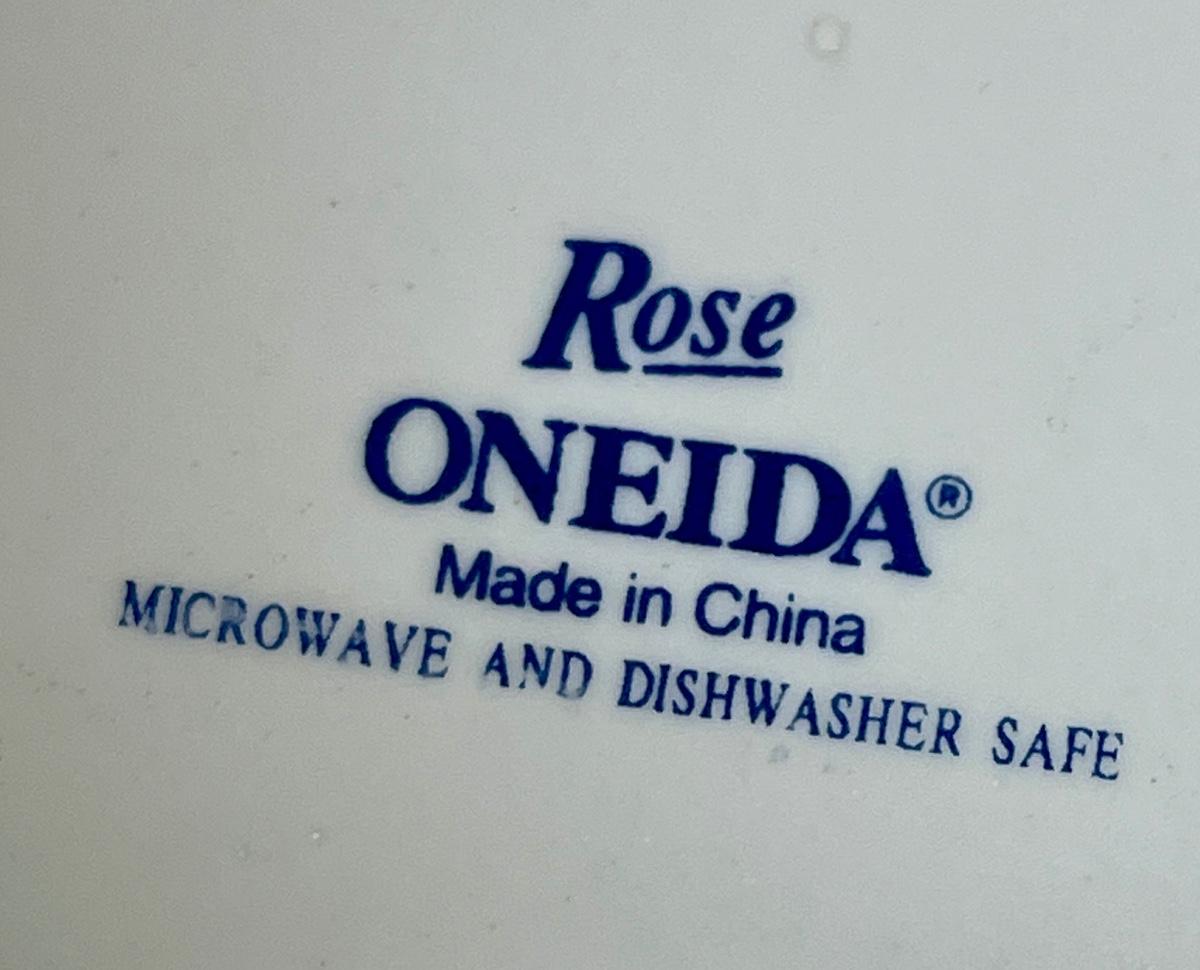 Rose
ONEIDA®
Made in China
MICROWAVE AND DISHWASHER SAFE